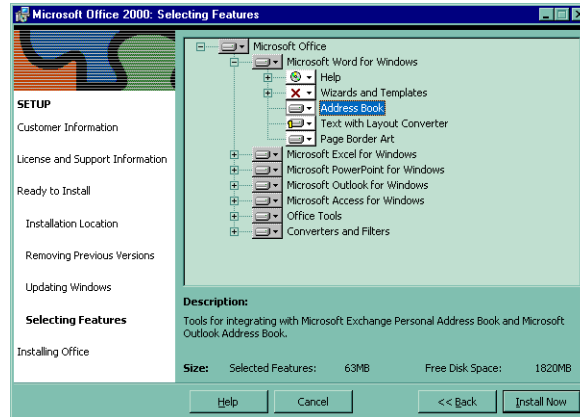 Microsoft Office 2000: Selecting Features
SETUP
Customer Information
License and Support Information
Ready to Install
Installation Location
Removing Previous Versions
Updating Windows
Selecting Features
Installing Office
Microsoft Office
Microsoft Word for Windows
Help
Wizards and Templates
Address Book
Text with Layout Converter
Page Border Art
Microsoft Excel for Windows
Microsoft PowerPoint for Windows
Microsoft Outlook for Windows
Microsoft Access for Windows
Office Tools
Converters and Filters
Description:
Tools for integrating with Microsoft Exchange Personal Address Book and Microsoft
Outlook Address Book.
Size: Selected Features: 63MB Free Disk Space: 1820MB
Help Cancel << Back Install Now